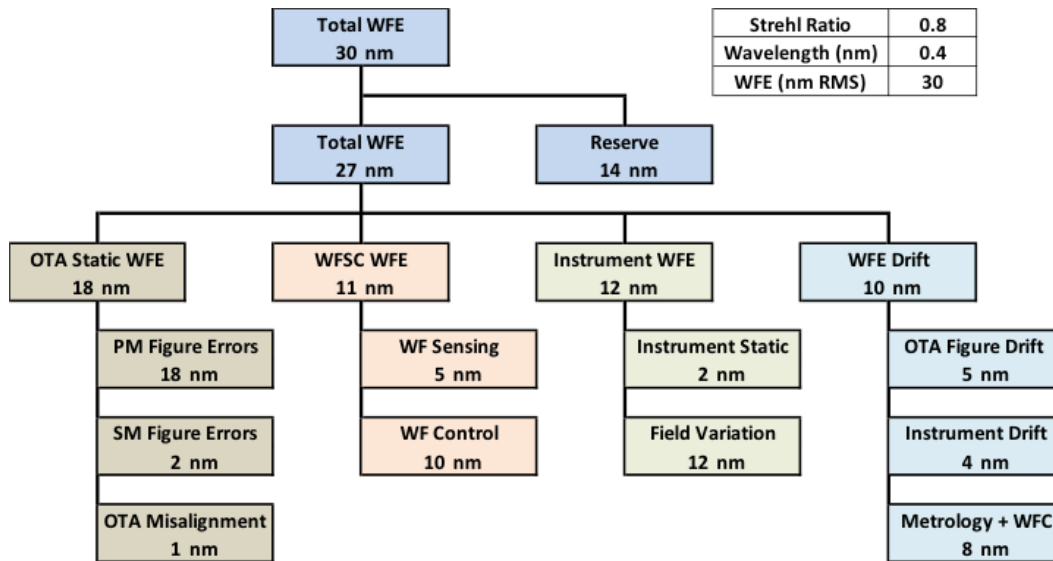 Total WFE
30 nm
Strehl Ratio 0.8
Wavelength (nm) 0.4
WFE (nm RMS) 30
Total WFE
27 nm
Reserve
14 nm
OTA Static WFE
18 nm
WFSC WFE
11 nm
Instrument WFE
12 nm
WFE Drift
10 nm
PM Figure Errors
18 nm
WF Sensing
5 nm
Instrument Static
2 nm
OTA Figure Drift
5 nm
SM Figure Errors
2 nm
WF Control
10 nm
Field Variation
12 nm
Instrument Drift
4 nm
OTA Misalignment
1 nm
Metrology + WFC
8 nm